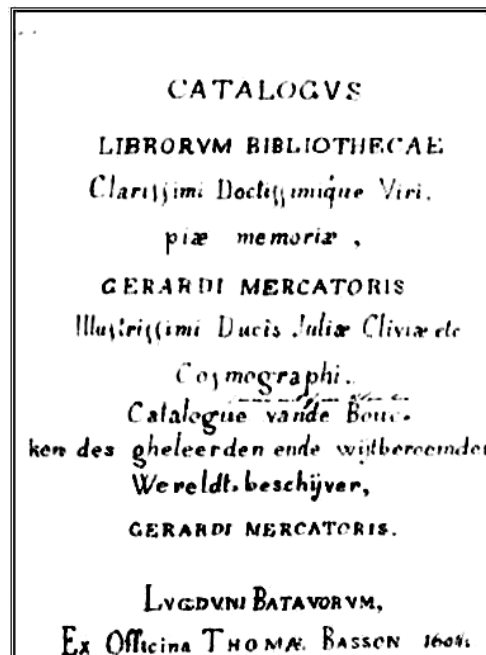 CATALOGVS
LIBRORVM BIBLIOTHECAE
Clarissimi Doctissimique Viri.
piæ memoriæ,
GERARDI MERCATORIS
Illustrissimi Ducis Juliæ Cliviæ etc
Cosmographi.
Catalogue vande Bouc-
ken des gheleerden ende wijtberoemden
Wereldt-beschijver,
GERARDI MERCATORIS.
LVGDVNI BATAVORVM,
Ex Officina THOMÆ BASSON